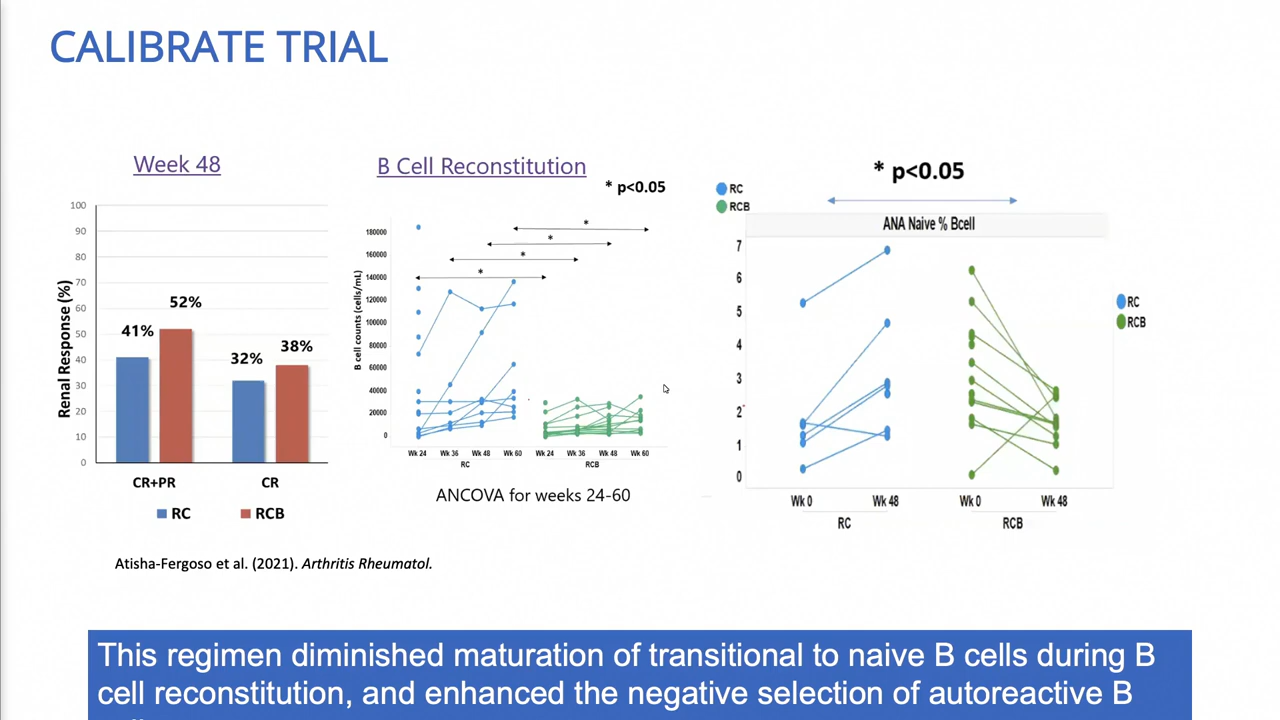 CALIBRATE TRIAL
Week 48
100
90
80
70
60
50
40
30
20
10
0
Renal Response (%)
41%
52%
32%
38%
CR+PR
CR
RC
RCB
B Cell Reconstitution
* p<0.05
180000
160000
140000
120000
100000
80000
60000
40000
20000
0
B cell counts (cells/mL)
*
*
*
*
Wk 24 Wk 36 Wk 48 Wk 60 Wk 24 Wk 36 Wk 48 Wk 60
RC RCB
ANCOVA for weeks 24-60
* p<0.05
RC
RCB
ANA Naive % Bcell
7
6
5
4
3
2
1
0
Wk 0 Wk 48 Wk 0 Wk 48
RC RCB
RC
RCB
Atisha-Fergoso et al. (2021). Arthritis Rheumatol.
This regimen diminished maturation of transitional to naive B cells during B
cell reconstitution, and enhanced the negative selection of autoreactive B